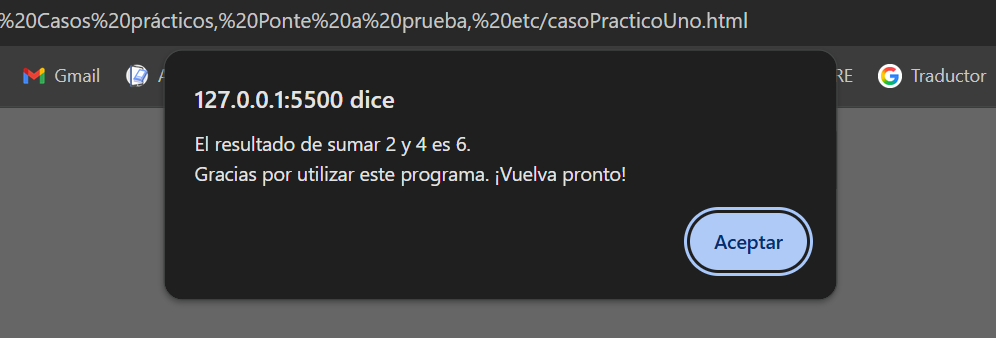 %20Casos%20prácticos,%20Ponte%20a%20prueba,%20etc/casoPracticoUno.html
Gmail RE Traductor
127.0.0.1:5500 dice
El resultado de sumar 2 y 4 es 6.
Gracias por utilizar este programa. ¡Vuelva pronto!
Aceptar